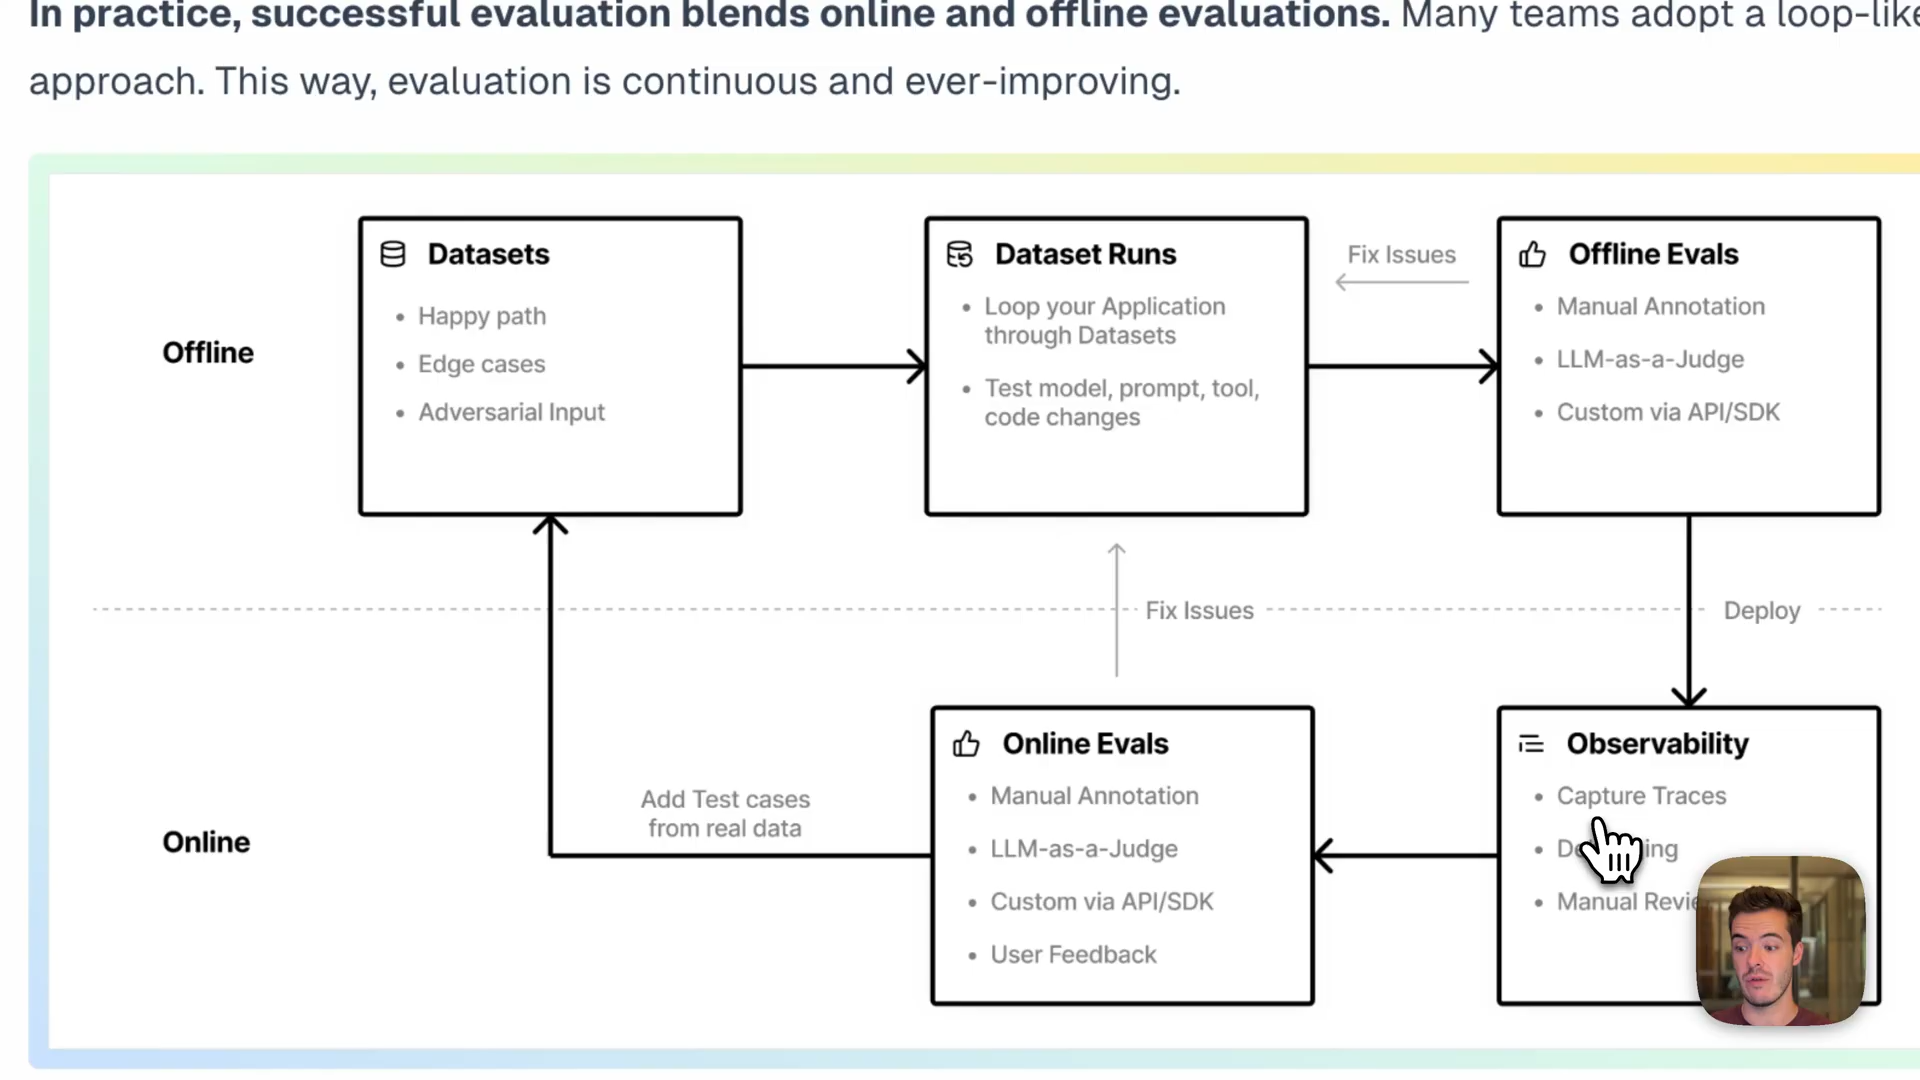 In practice, successful evaluation blends online and offline evaluations. Many teams adopt a loop-like
approach. This way, evaluation is continuous and ever-improving.
Offline
Datasets
• Happy path
• Edge cases
• Adversarial Input
Dataset Runs
• Loop your Application
through Datasets
• Test model, prompt, tool,
code changes
Fix Issues
Offline Evals
• Manual Annotation
• LLM-as-a-Judge
• Custom via API/SDK
Fix Issues
Deploy
Online
Add Test cases
from real data
Online Evals
• Manual Annotation
• LLM-as-a-Judge
• Custom via API/SDK
• User Feedback
Observability
• Capture Traces
• Manual